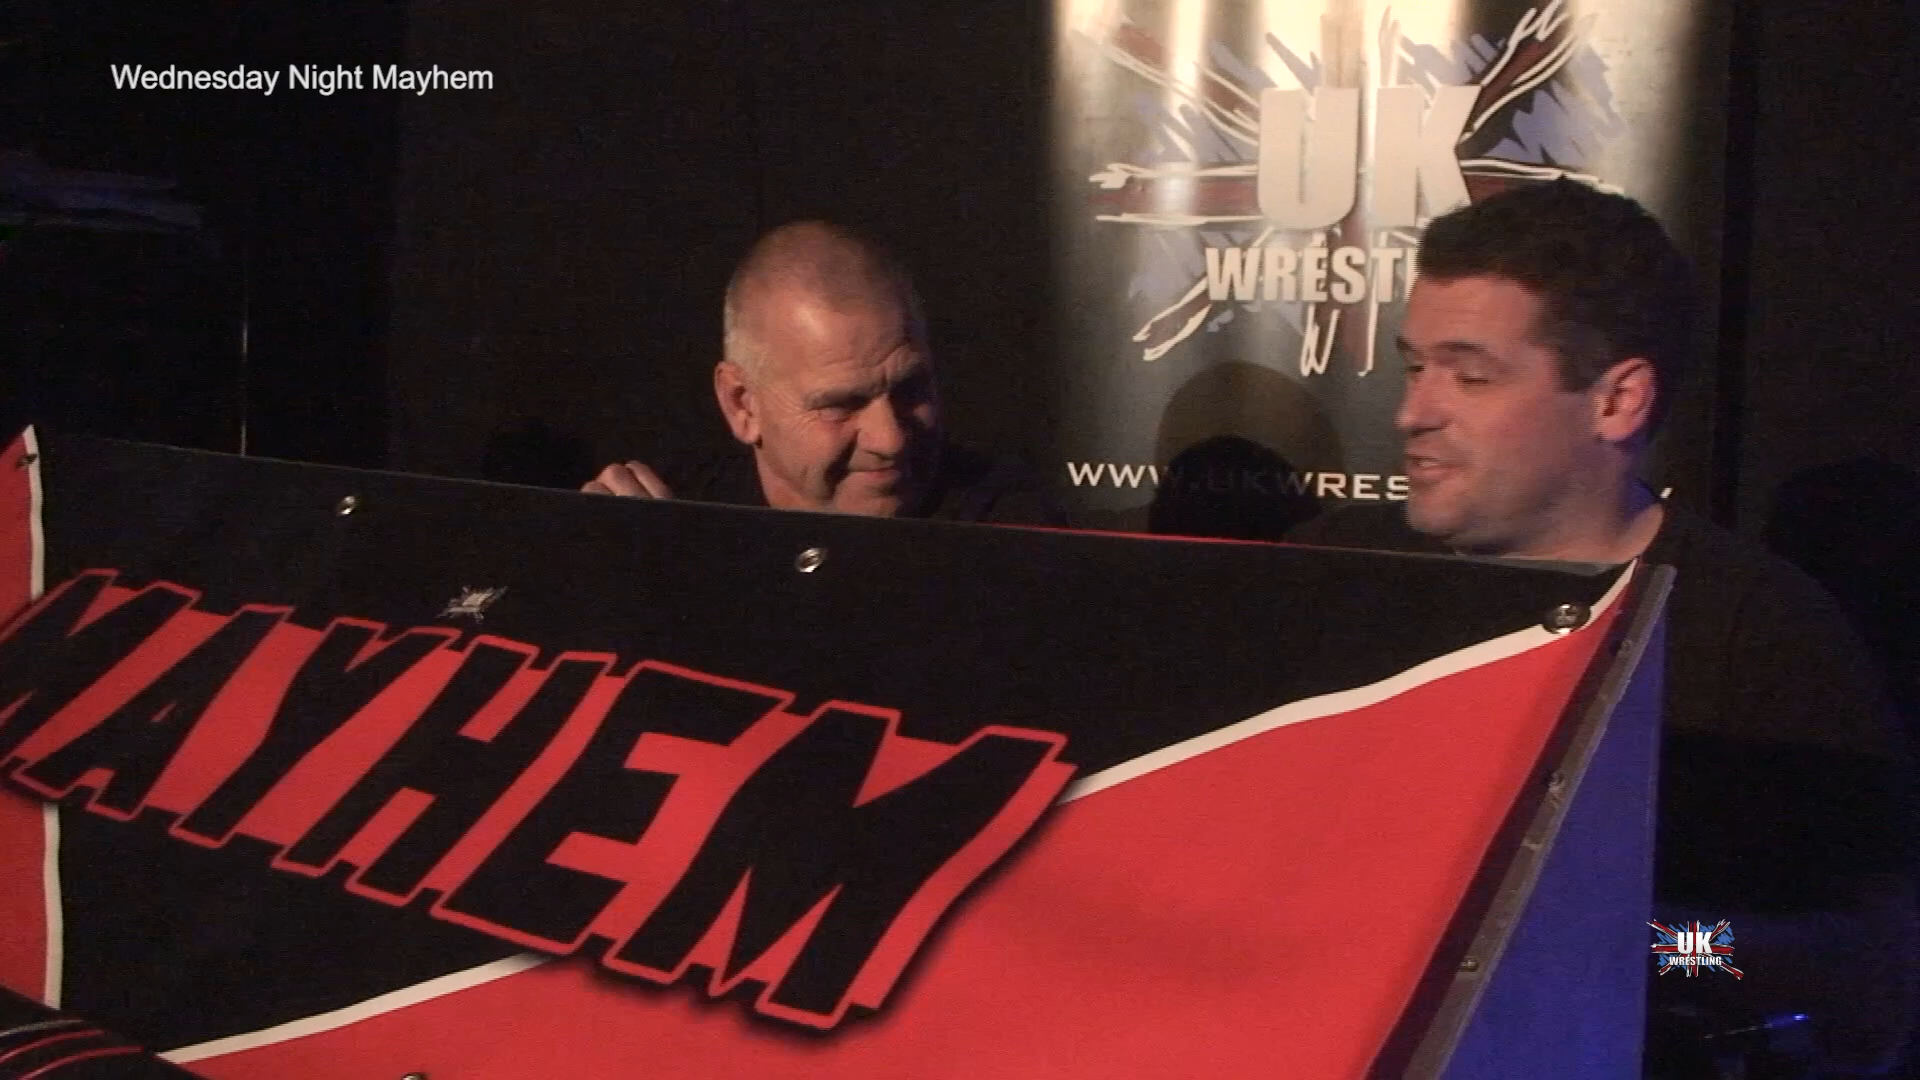 Wednesday Night Mayhem
UK
WREST
WWW.UKWRES
MAYHEM
UK
WRESTLING